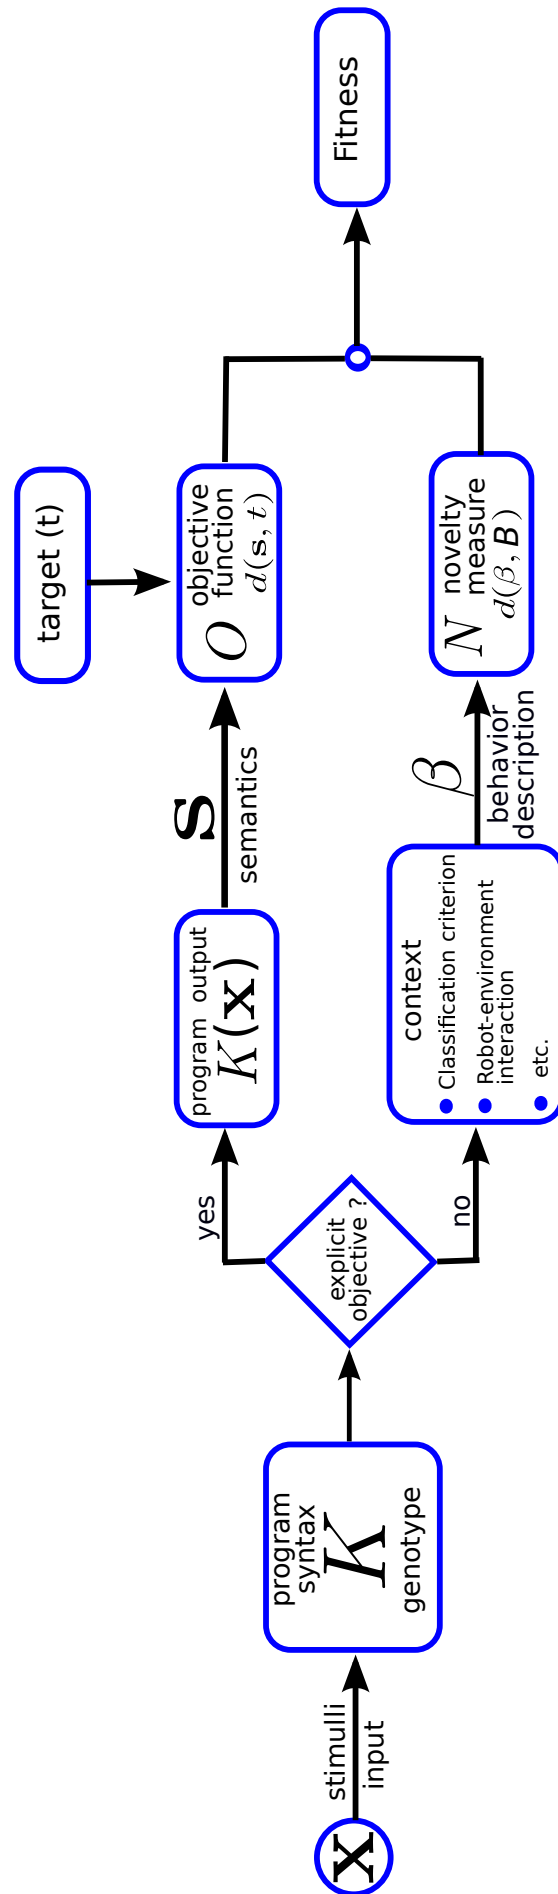 x
stimulli
input
program
syntax
K
genotype
explicit
objective ?
yes
no
program output
K(x)
context
Classification criterion
Robot-environment
interaction
etc.
s
semantics
β
behavior
description
target (t)
O
objective
function
d(s, t)
N
novelty
measure
d(β, B)
Fitness